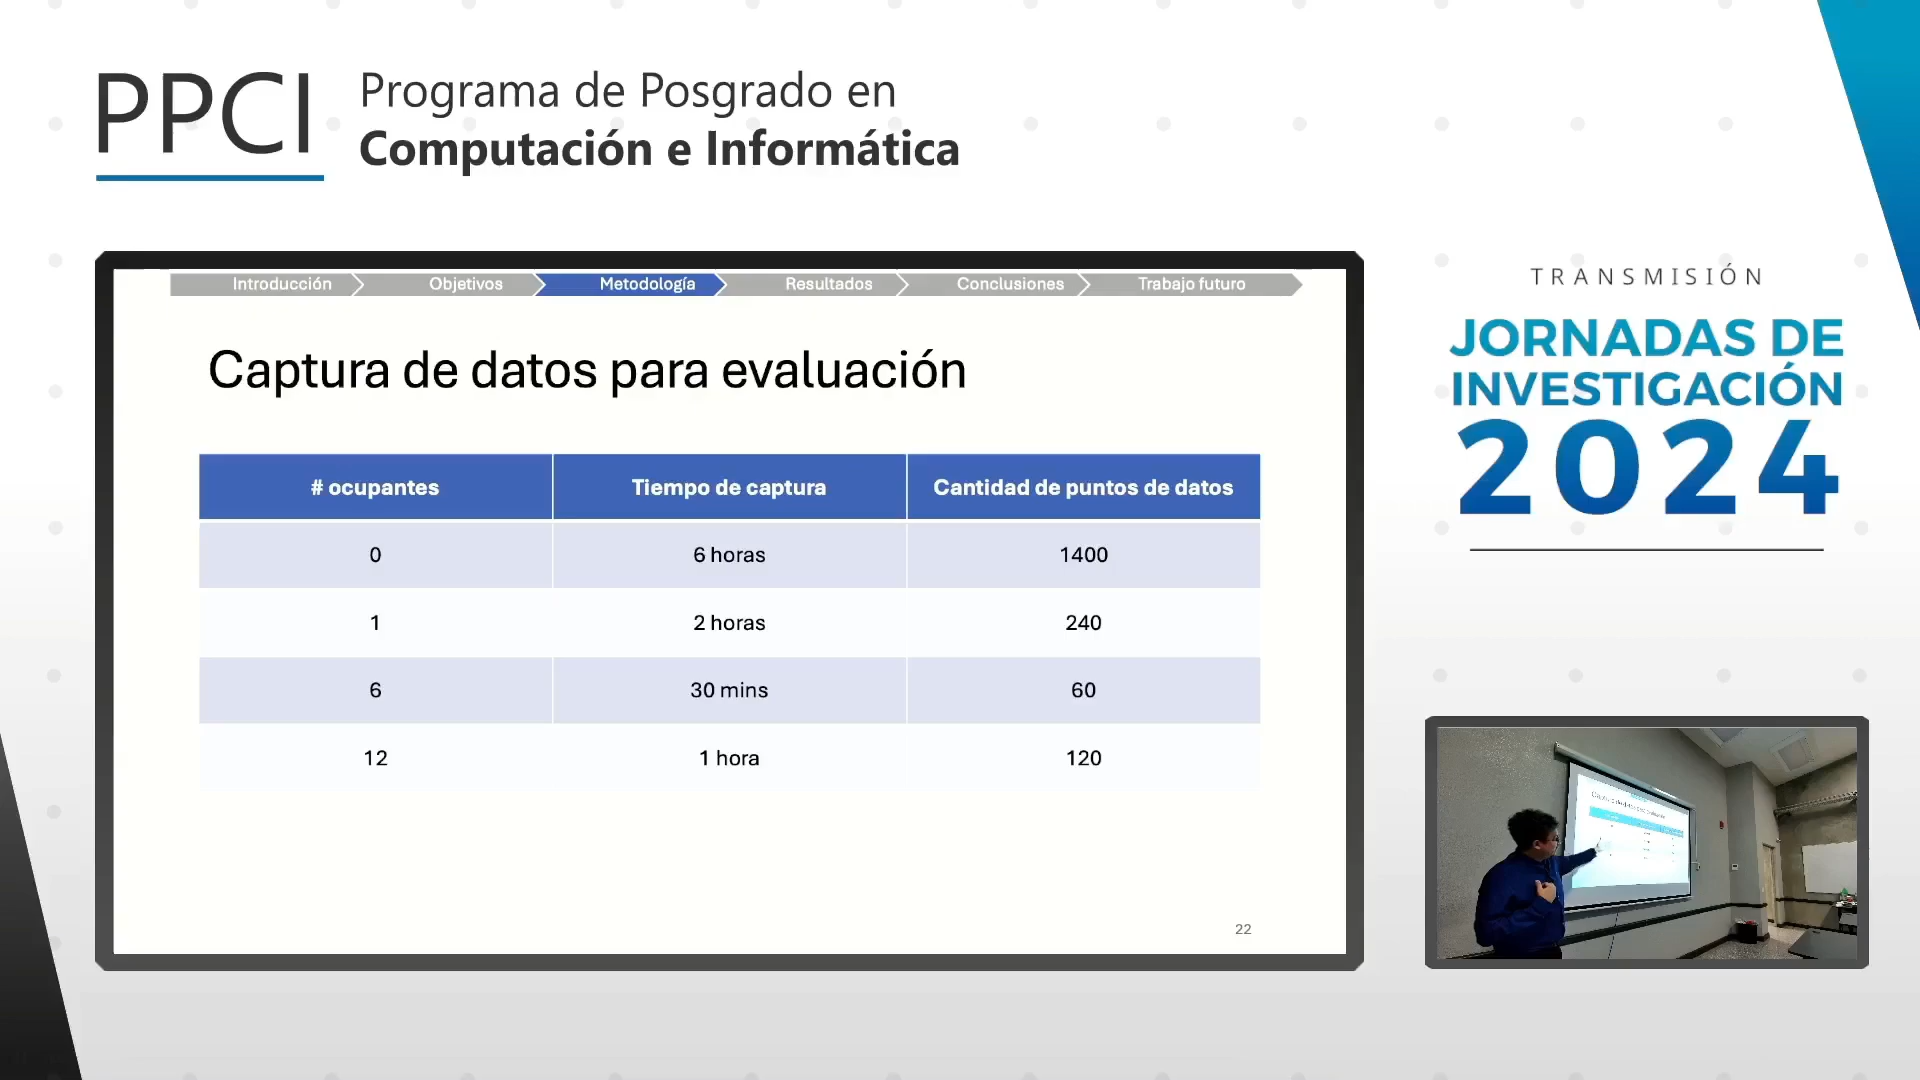 PPCI
Programa de Posgrado en
Computación e Informática
Introducción
Objetivos
Metodología
Resultados
Conclusiones
Trabajo futuro
Captura de datos para evaluación
# ocupantes Tiempo de captura Cantidad de puntos de datos
0 6 horas 1400
1 2 horas 240
6 30 mins 60
12 1 hora 120
22
TRANSMISIÓN
JORNADAS DE
INVESTIGACIÓN
2024